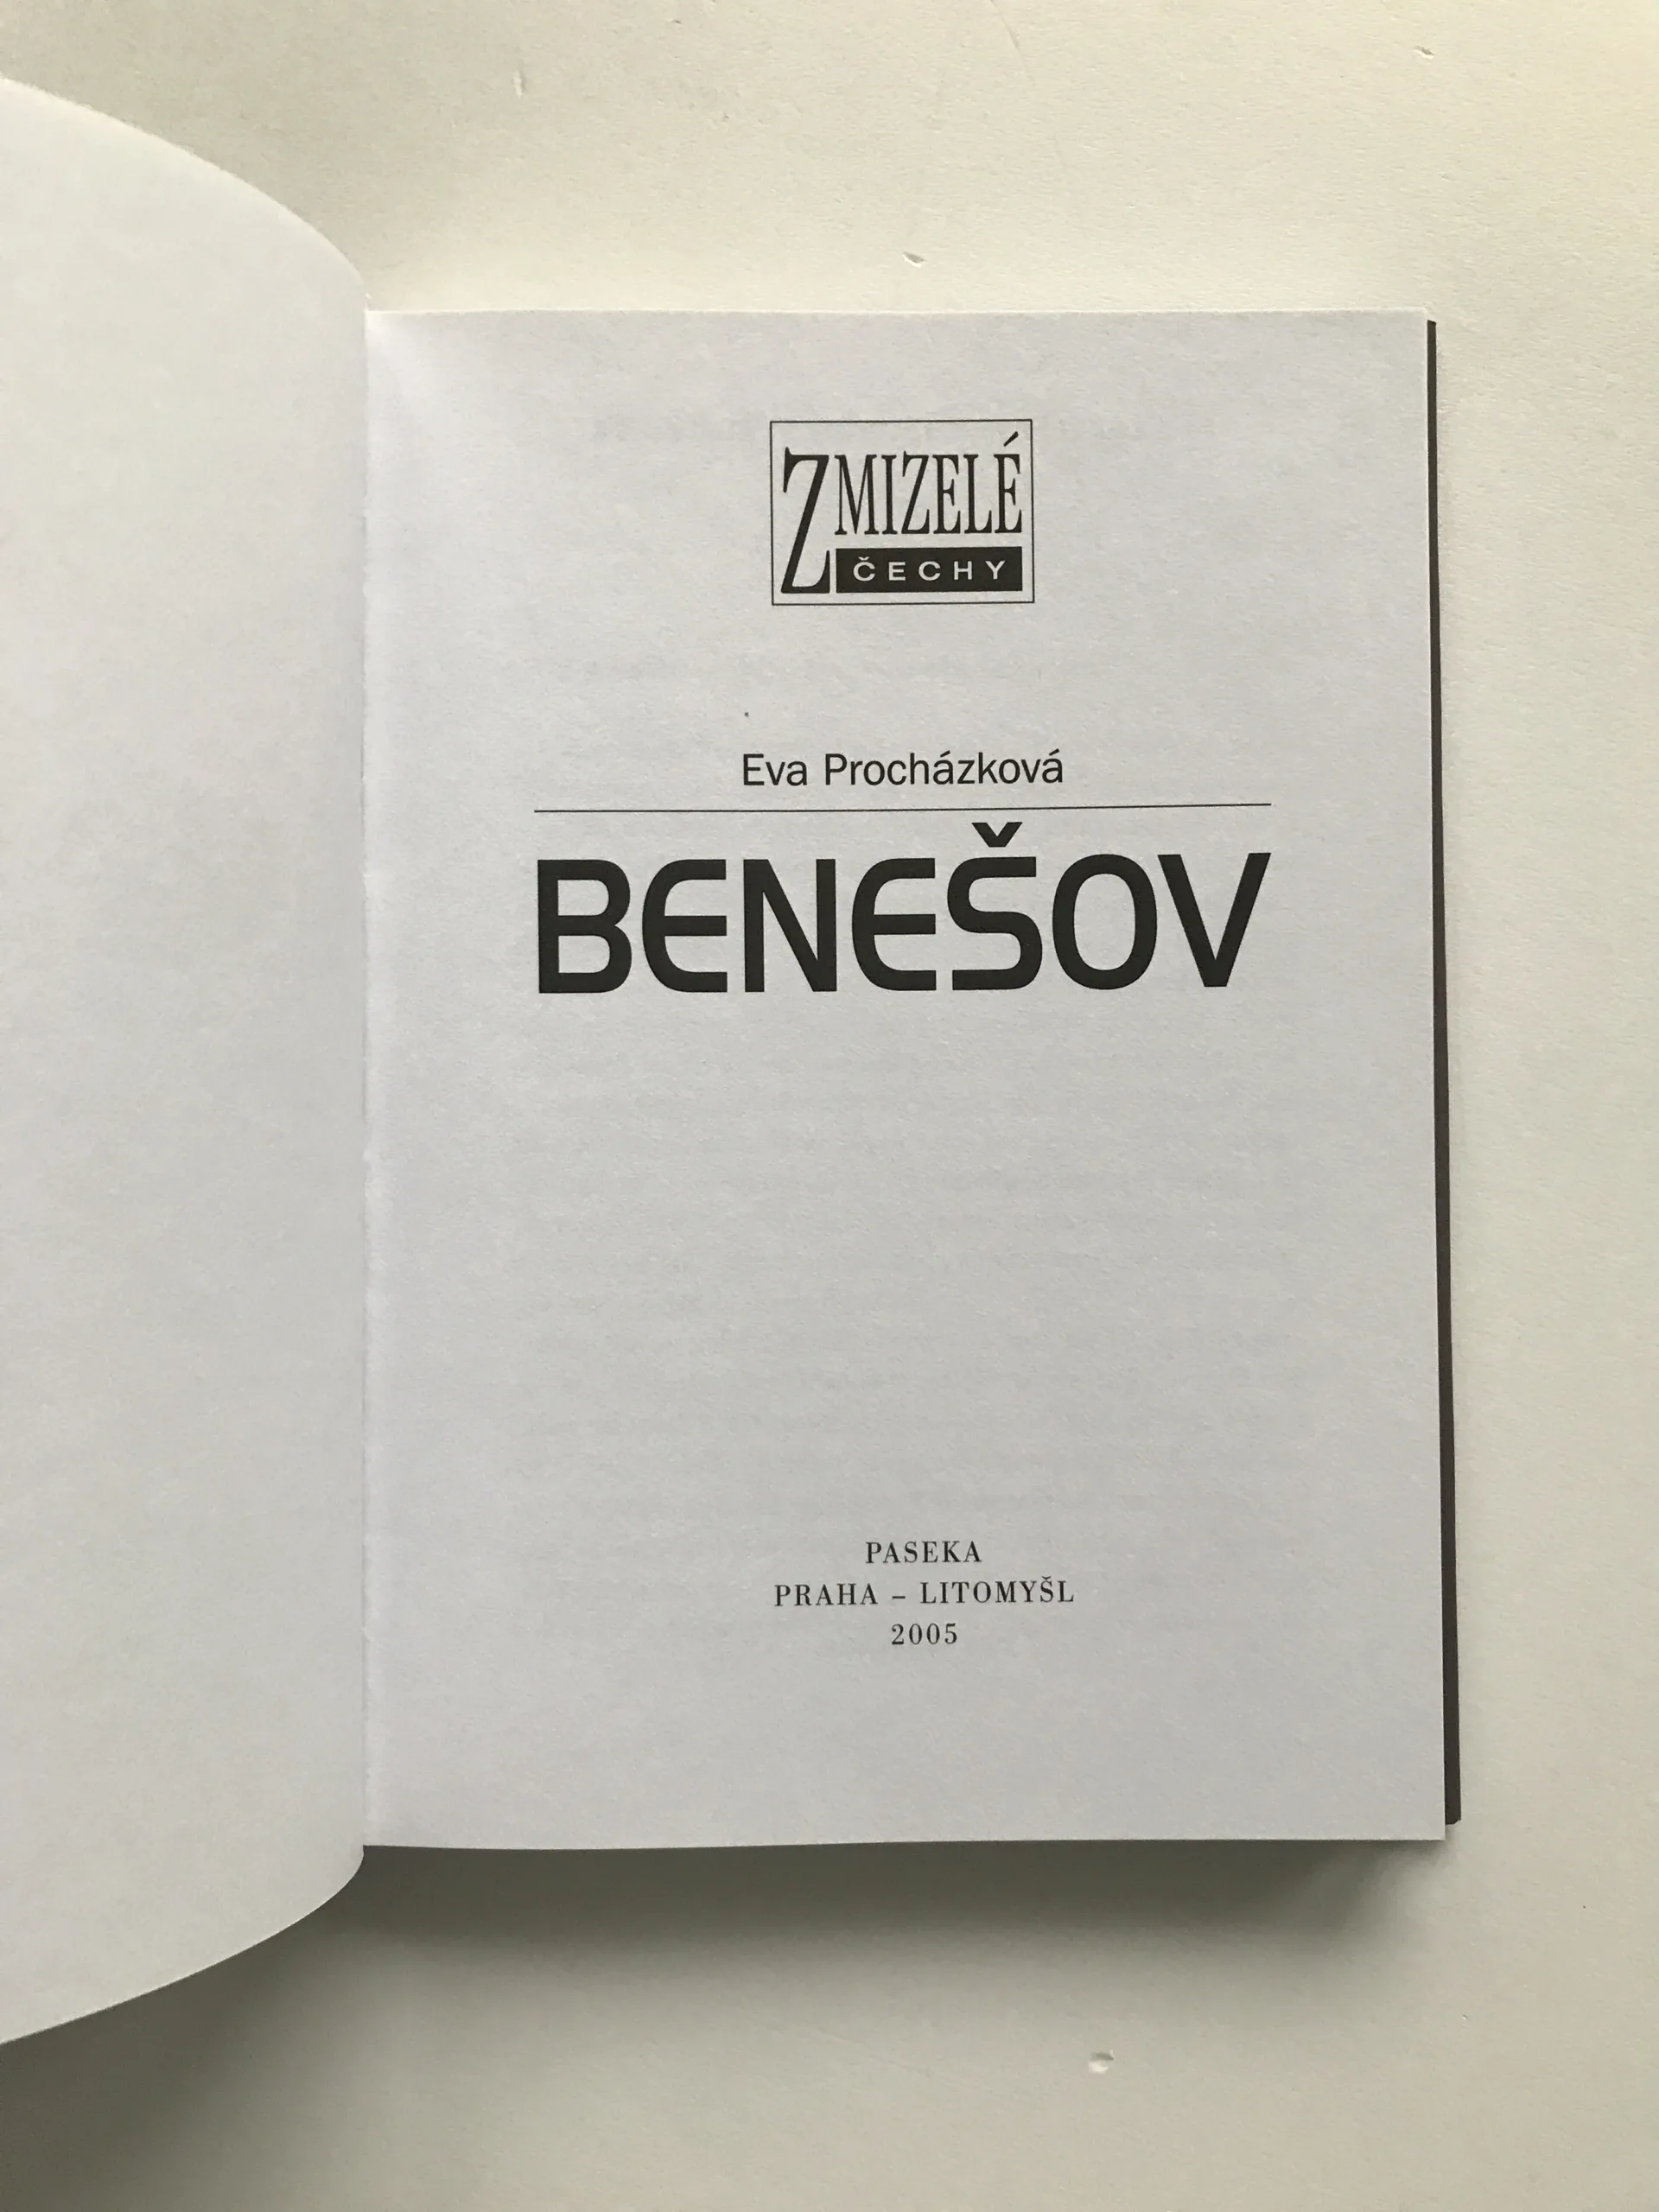 ZMIZELÉ
ČECHY
Eva Procházková
BENEŠOV
PASEKA
PRAHA – LITOMYŠL
2005